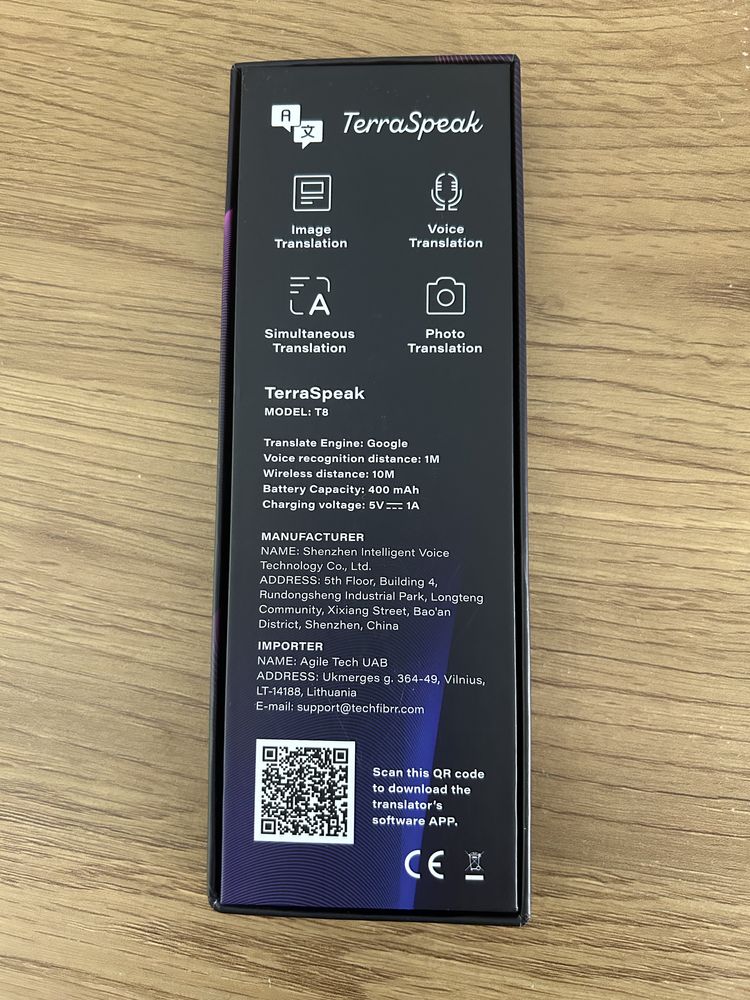 A
文
TerraSpeak
Image
Translation
Voice
Translation
A
Simultaneous
Translation
Photo
Translation
TerraSpeak
MODEL: T8
Translate Engine: Google
Voice recognition distance: 1M
Wireless distance: 10M
Battery Capacity: 400 mAh
Charging voltage: 5V⎓1A
MANUFACTURER
NAME: Shenzhen Intelligent Voice
Technology Co., Ltd.
ADDRESS: 5th Floor, Building 4,
Rundongsheng Industrial Park, Longteng
Community, Xixiang Street, Bao'an
District, Shenzhen, China
IMPORTER
NAME: Agile Tech UAB
ADDRESS: Ukmerges g. 364-49, Vilnius,
LT-14188, Lithuania
E-mail: support@techfibrr.com
Scan this QR code
to download the
translator's
software APP.
CE